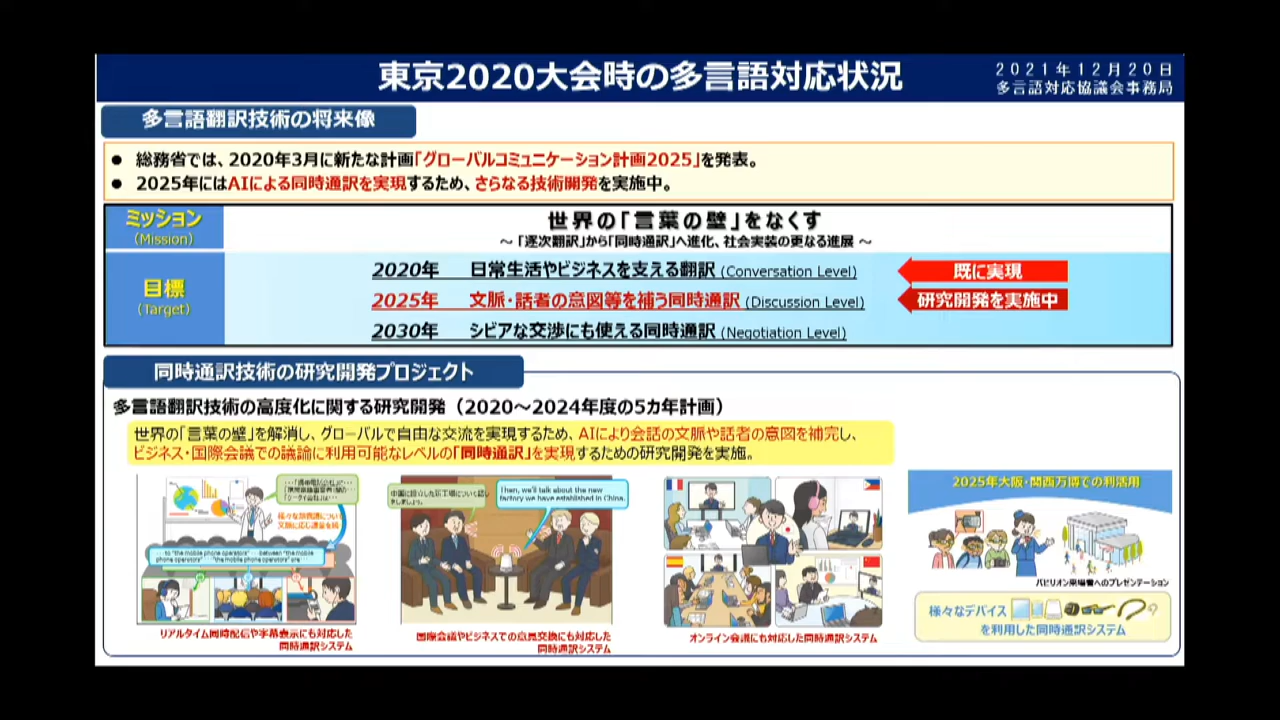 東京2020大会時の多言語対応状況
2021年12月20日
多言語対応協議会事務局
多言語翻訳技術の将来像
● 総務省では、2020年3月に新たな計画「グローバルコミュニケーション計画2025」を発表。
● 2025年にはAIによる同時通訳を実現するため、さらなる技術開発を実施中。
ミッション
(Mission)
世界の「言葉の壁」をなくす
～「逐次翻訳」から「同時通訳」へ進化、社会実装の更なる進展～
目標
(Target)
2020年 日常生活やビジネスを支える翻訳 (Conversation Level)
既に実現
2025年 文脈・話者の意図等を補う同時通訳 (Discussion Level)
研究開発を実施中
2030年 シビアな交渉にも使える同時通訳 (Negotiation Level)
同時通訳技術の研究開発プロジェクト
多言語翻訳技術の高度化に関する研究開発（2020～2024年度の5カ年計画）
世界の「言葉の壁」を解消し、グローバルで自由な交流を実現するため、AIにより会話の文脈や話者の意図を補完し、
ビジネス・国際会議での議論に利用可能なレベルの「同時通訳」を実現するための研究開発を実施。
リアルタイム同時配信や字幕表示にも対応した
同時通訳システム
Then, we'll talk about the new
factory we have established in China.
国際会議やビジネスでの意見交換にも対応した
同時通訳システム
オンライン会議にも対応した同時通訳システム
2025年大阪・関西万博での利活用
パビリオン来場者へのプレゼンテーション
様々なデバイス
を利用した同時通訳システム